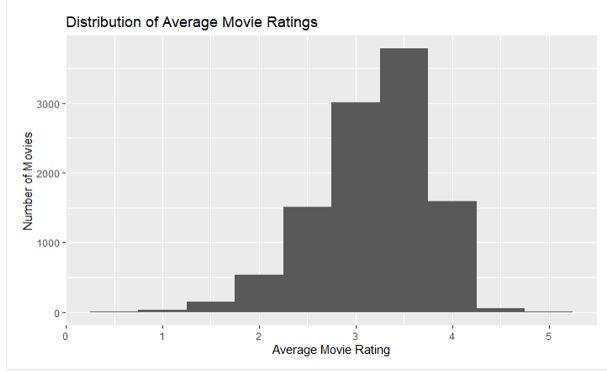 Distribution of Average Movie Ratings
Number of Movies
3000
2000
1000
0
0 1 2 3 4 5
Average Movie Rating